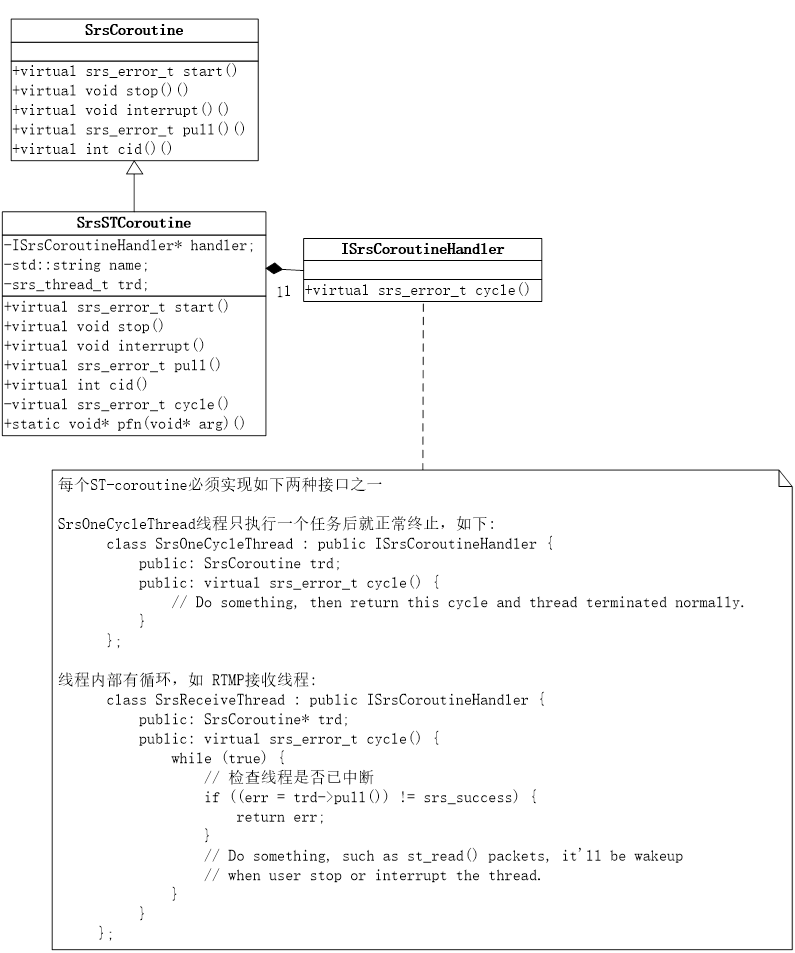 SrsCoroutine
+virtual srs_error_t start()
+virtual void stop()()
+virtual void interrupt()()
+virtual srs_error_t pull()()
+virtual int cid()()
SrsSTCoroutine
-ISrsCoroutineHandler* handler;
-std::string name;
-srs_thread_t trd;
+virtual srs_error_t start()
+virtual void stop()
+virtual void interrupt()
+virtual srs_error_t pull()
+virtual int cid()
-virtual srs_error_t cycle()
+static void* pfn(void* arg)()
11
ISrsCoroutineHandler
+virtual srs_error_t cycle()
每个ST-coroutine必须实现如下两种接口之一
SrsOneCycleThread线程只执行一个任务后就正常终止，如下:
class SrsOneCycleThread : public ISrsCoroutineHandler {
public: SrsCoroutine trd;
public: virtual srs_error_t cycle() {
// Do something, then return this cycle and thread terminated normally.
}
};
线程内部有循环，如 RTMP接收线程:
class SrsReceiveThread : public ISrsCoroutineHandler {
public: SrsCoroutine* trd;
public: virtual srs_error_t cycle() {
while (true) {
// 检查线程是否已中断
if ((err = trd->pull()) != srs_success) {
return err;
}
// Do something, such as st_read() packets, it'll be wakeup
// when user stop or interrupt the thread.
}
}
};